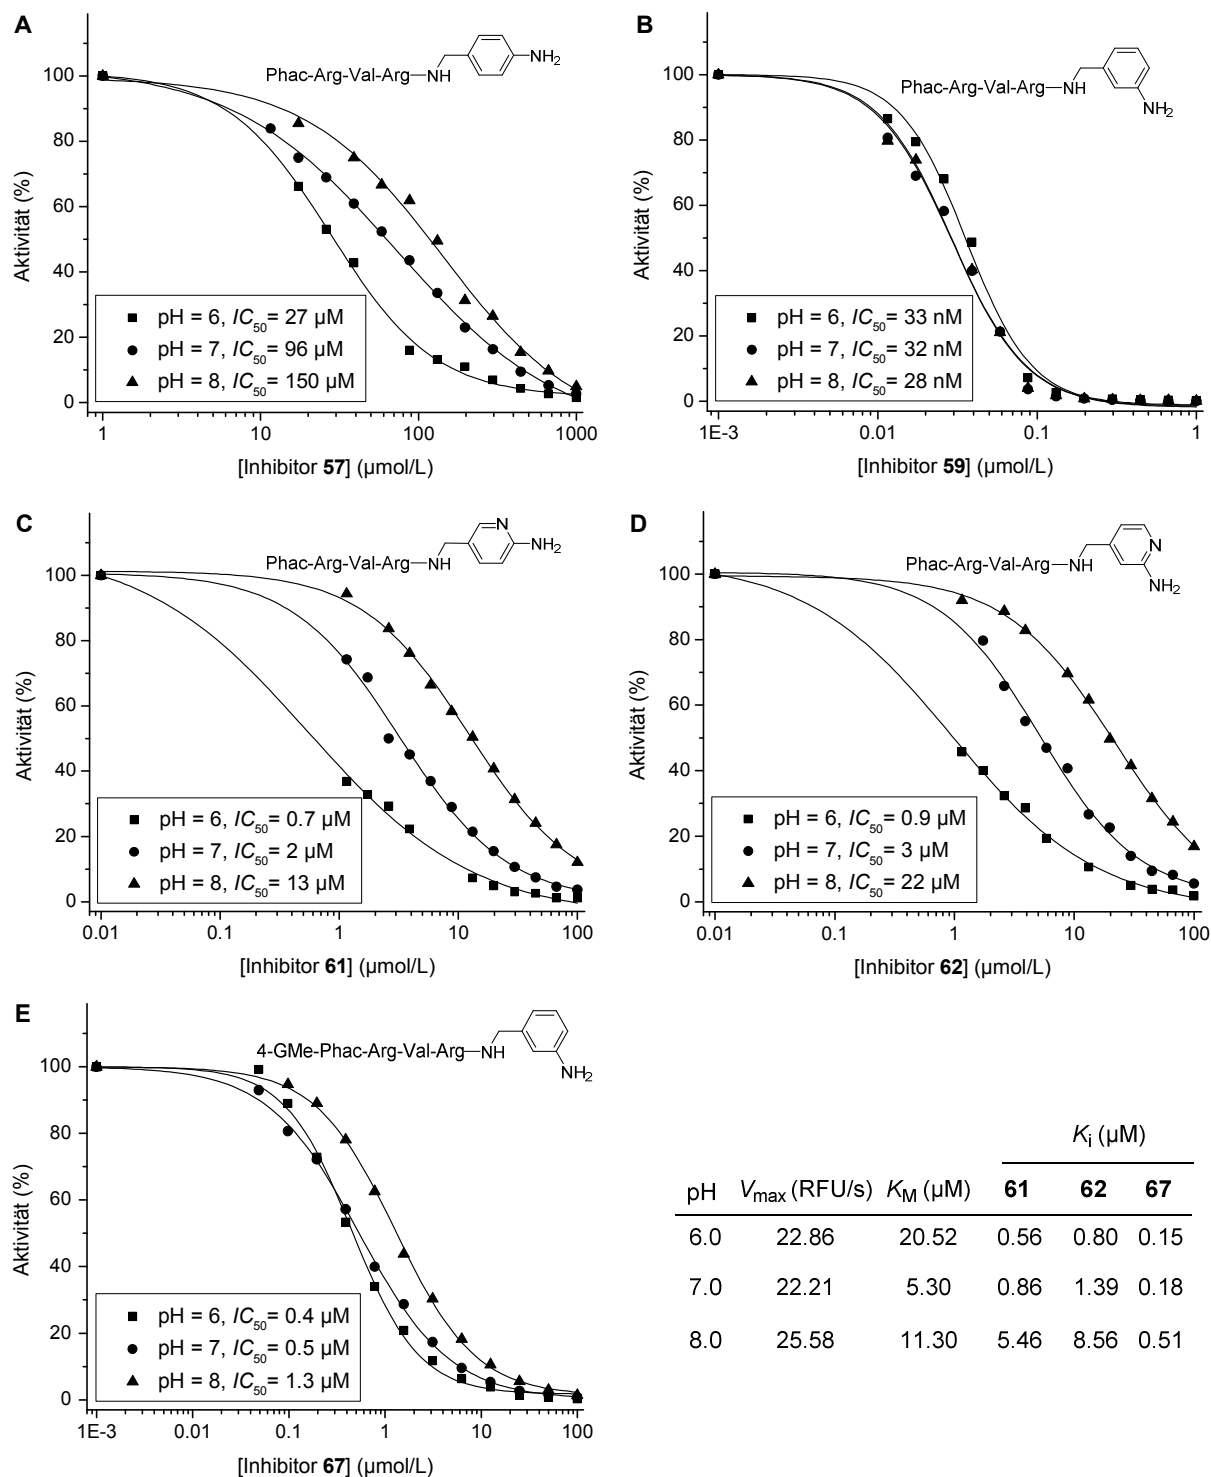 A
Phac-Arg-Val-Arg NH NH2
Aktivität (%)
100
80
60
40
20
0
pH = 6, IC50= 27 µM
pH = 7, IC50= 96 µM
pH = 8, IC50= 150 µM
1 10 100 1000
[Inhibitor 57] (µmol/L)
B
Phac-Arg-Val-Arg NH NH2
Aktivität (%)
100
80
60
40
20
0
pH = 6, IC50= 33 nM
pH = 7, IC50= 32 nM
pH = 8, IC50= 28 nM
1E-3 0.01 0.1 1
[Inhibitor 59] (µmol/L)
C
Phac-Arg-Val-Arg NH N NH2
Aktivität (%)
100
80
60
40
20
0
pH = 6, IC50= 0.7 µM
pH = 7, IC50= 2 µM
pH = 8, IC50= 13 µM
0.01 0.1 1 10 100
[Inhibitor 61] (µmol/L)
D
Phac-Arg-Val-Arg NH N NH2
Aktivität (%)
100
80
60
40
20
0
pH = 6, IC50= 0.9 µM
pH = 7, IC50= 3 µM
pH = 8, IC50= 22 µM
0.01 0.1 1 10 100
[Inhibitor 62] (µmol/L)
E
4-GMe-Phac-Arg-Val-Arg NH NH2
Aktivität (%)
100
80
60
40
20
0
pH = 6, IC50= 0.4 µM
pH = 7, IC50= 0.5 µM
pH = 8, IC50= 1.3 µM
1E-3 0.1 1 10 100
[Inhibitor 67] (µmol/L)
Ki (µM)
pH Vmax (RFU/s) KM (µM) 61 62 67
6.0 22.86 20.52 0.56 0.80 0.15
7.0 22.21 5.30 0.86 1.39 0.18
8.0 25.58 11.30 5.46 8.56 0.51